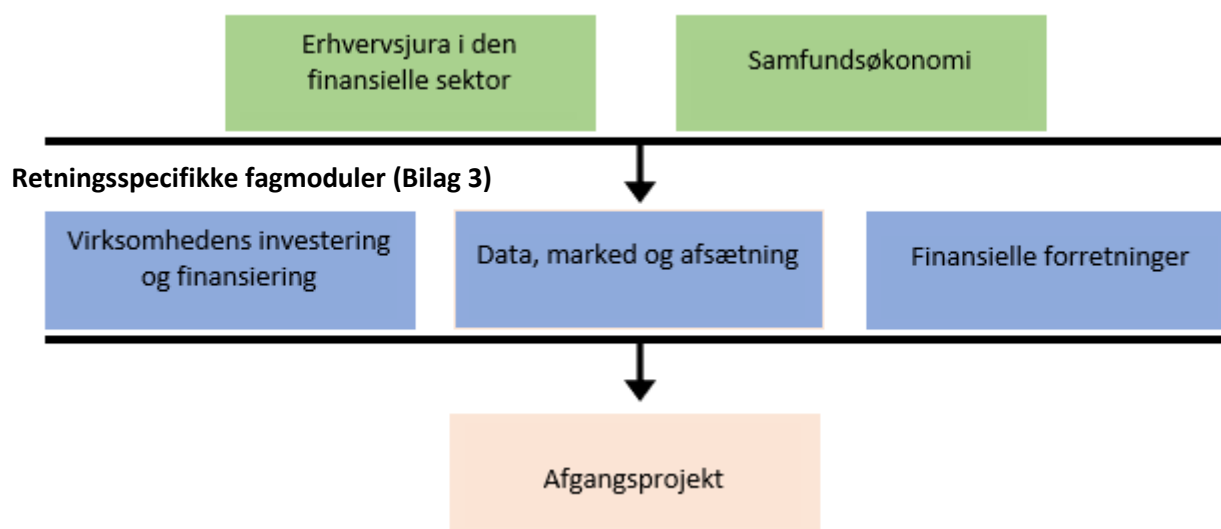 Erhvervsjura i den
finansielle sektor
Samfundsøkonomi
Retningsspecifikke fagmoduler (Bilag 3)
Virksomhedens investering
og finansiering
Data, marked og afsætning
Finansielle forretninger
Afgangsprojekt